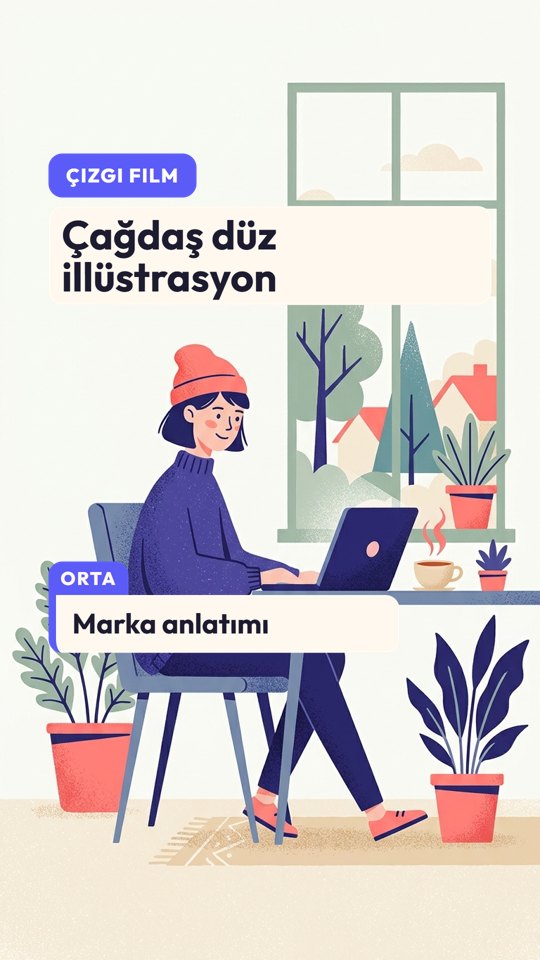 ÇIZGI FILM
Çağdaş düz
illüstrasyon
ORTA
Marka anlatımı